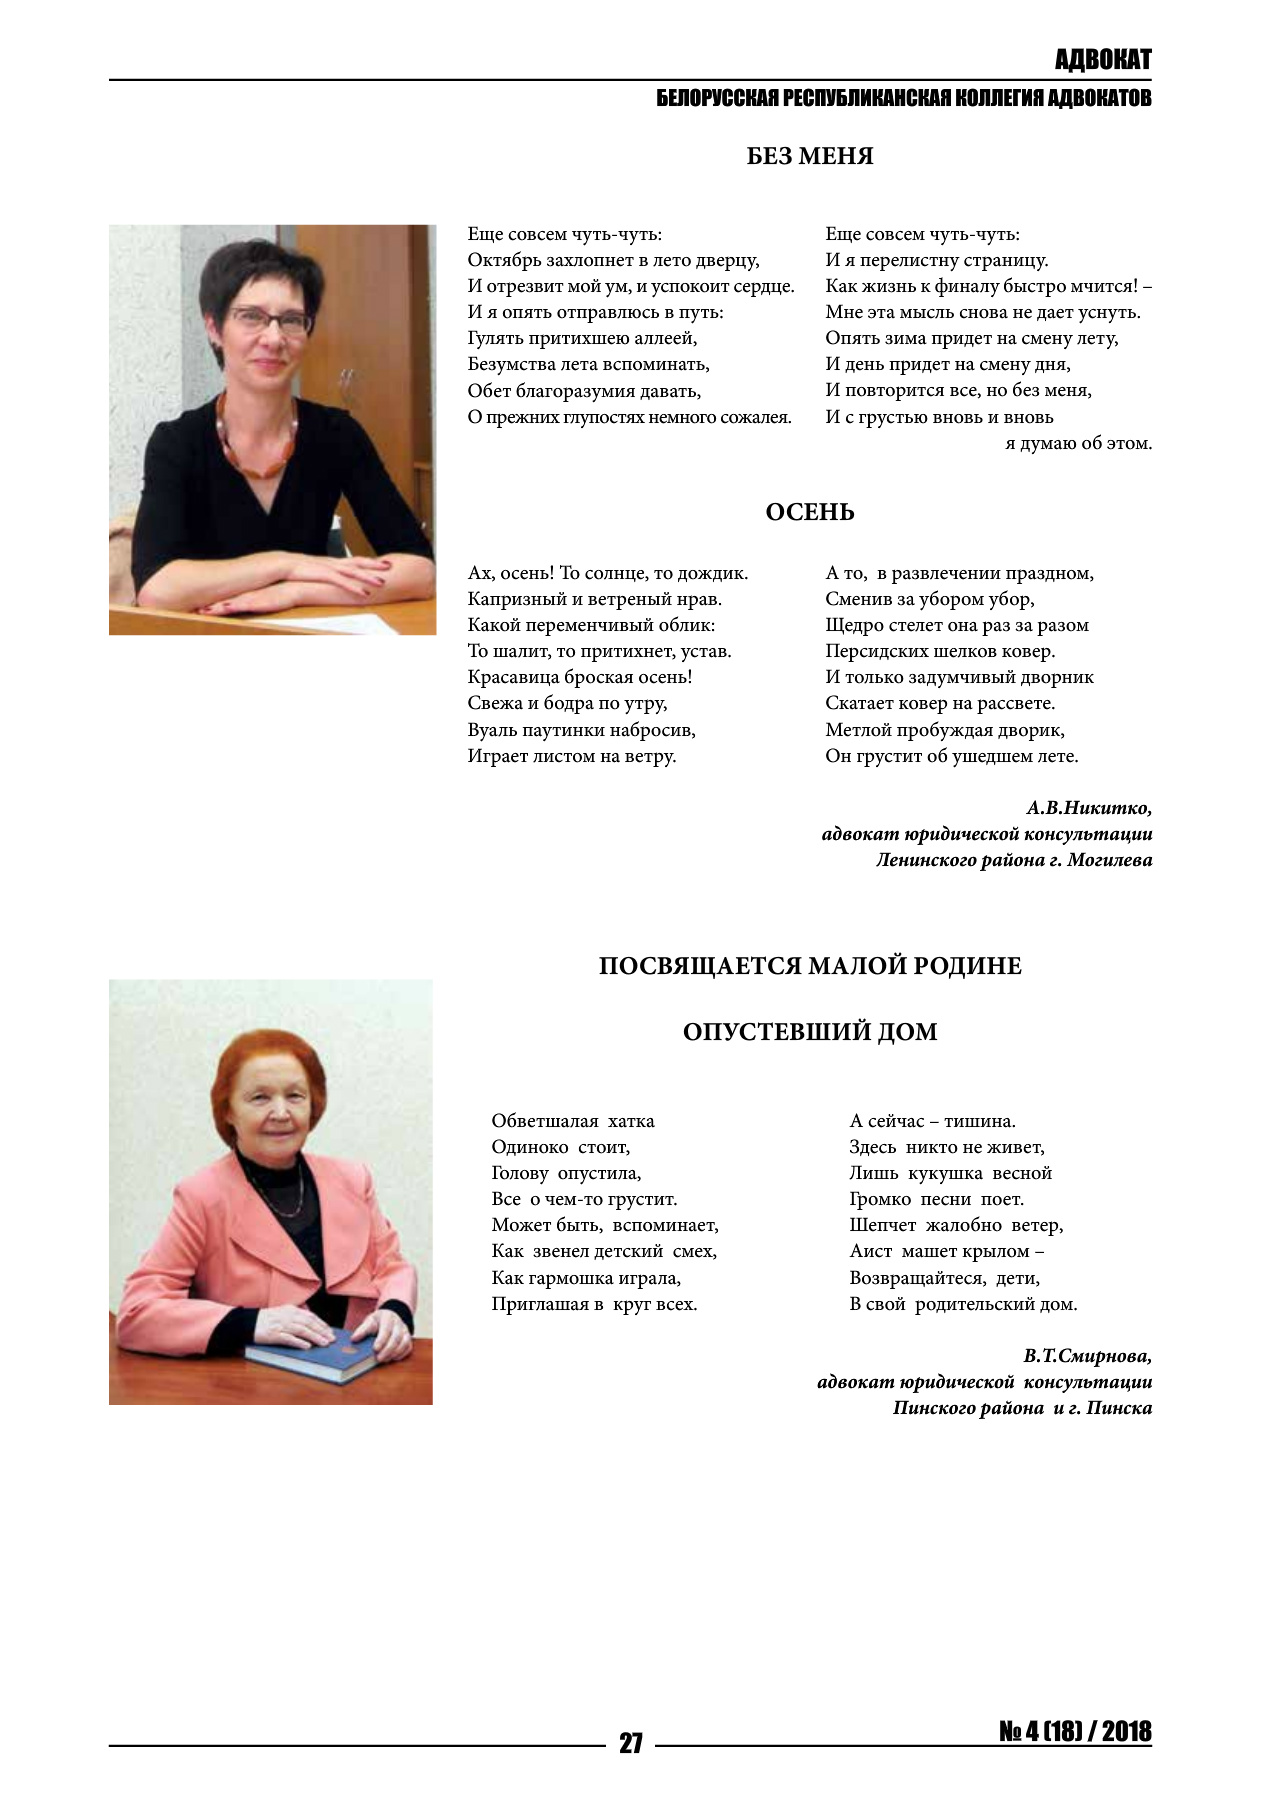 АДВОКАТ
БЕЛОРУССКАЯ РЕСПУБЛИКАНСКАЯ КОЛЛЕГИЯ АДВОКАТОВ
БЕЗ МЕНЯ
Еще совсем чуть-чуть:
Октябрь захлопнет в лето дверцу,
И отрезвит мой ум, и успокоит сердце.
И я опять отправлюсь в путь:
Гулять притихшею аллеей,
Безумства лета вспоминать,
Обет благоразумия давать,
О прежних глупостях немного сожалея.
Еще совсем чуть-чуть:
И я перелистну страницу.
Как жизнь к финалу быстро мчится! –
Мне эта мысль снова не дает уснуть.
Опять зима придет на смену лету,
И день придет на смену дня,
И повторится все, но без меня,
И с грустью вновь и вновь
я думаю об этом.
ОСЕНЬ
Ах, осень! То солнце, то дождик.
Капризный и ветреный нрав.
Какой переменчивый облик:
То шалит, то притихнет, устав.
Красавица броская осень!
Свежа и бодра по утру,
Вуаль паутинки набросив,
Играет листом на ветру.
А то, в развлечении праздном,
Сменив за убором убор,
Щедро стелет она раз за разом
Персидских шелков ковер.
И только задумчивый дворник
Скатает ковер на рассвете.
Метлой пробуждая дворик,
Он грустит об ушедшем лете.
А.В.Никитко,
адвокат юридической консультации
Ленинского района г. Могилева
ПОСВЯЩАЕТСЯ МАЛОЙ РОДИНЕ
ОПУСТЕВШИЙ ДОМ
Обветшалая хатка
Одиноко стоит,
Голову опустила,
Все о чем-то грустит.
Может быть, вспоминает,
Как звенел детский смех,
Как гармошка играла,
Приглашая в круг всех.
А сейчас – тишина.
Здесь никто не живет,
Лишь кукушка весной
Громко песни поет.
Шепчет жалобно ветер,
Аист машет крылом –
Возвращайтеся, дети,
В свой родительский дом.
В.Т.Смирнова,
адвокат юридической консультации
Пинского района и г. Пинска
27
№ 4 (18) / 2018